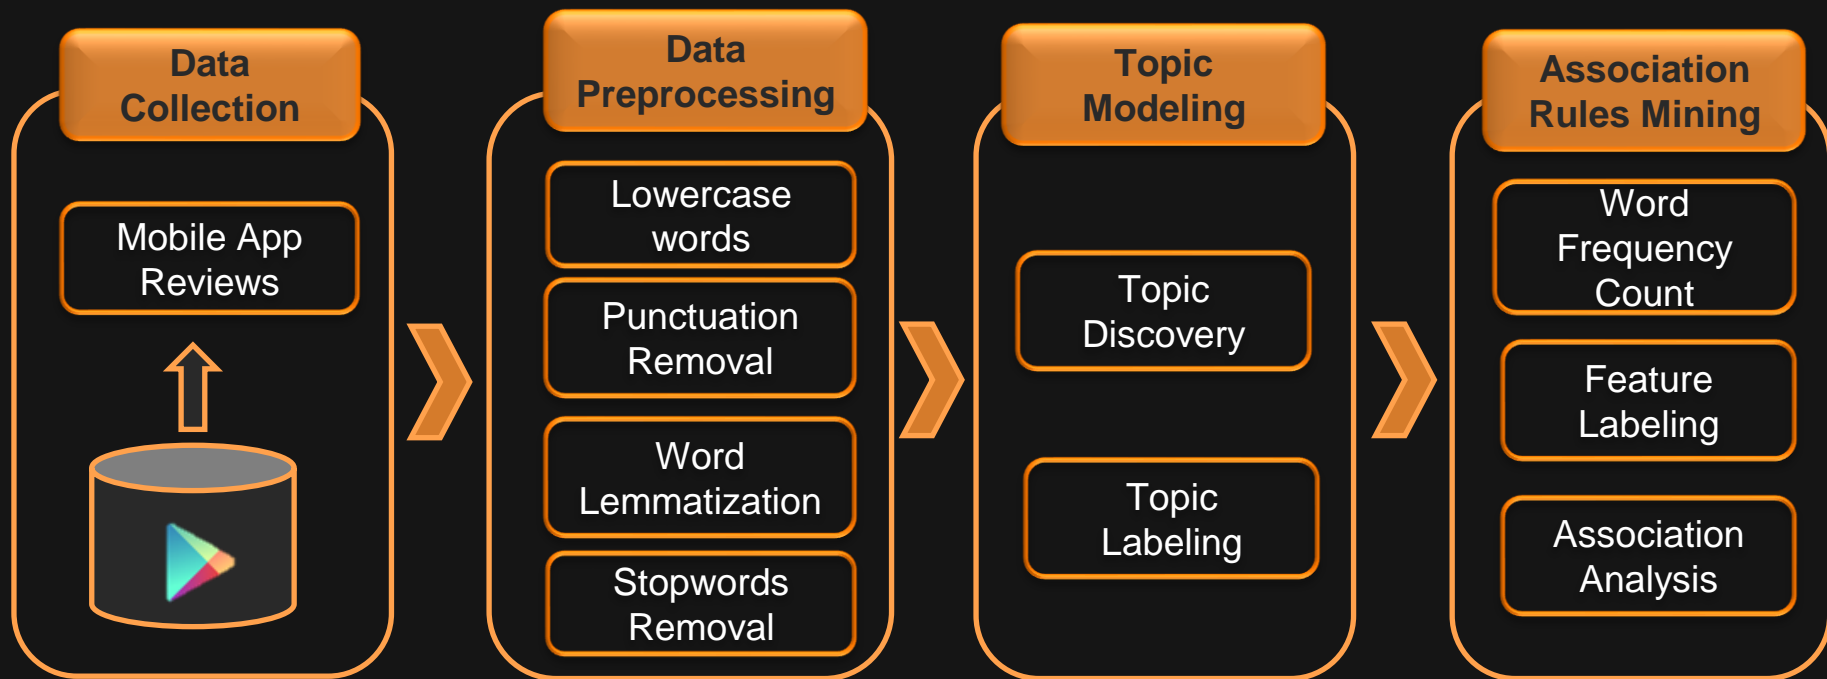 Data
Collection
Mobile App
Reviews
Data
Preprocessing
Lowercase
words
Punctuation
Removal
Word
Lemmatization
Stopwords
Removal
Topic
Modeling
Topic
Discovery
Topic
Labeling
Association
Rules Mining
Word
Frequency
Count
Feature
Labeling
Association
Analysis